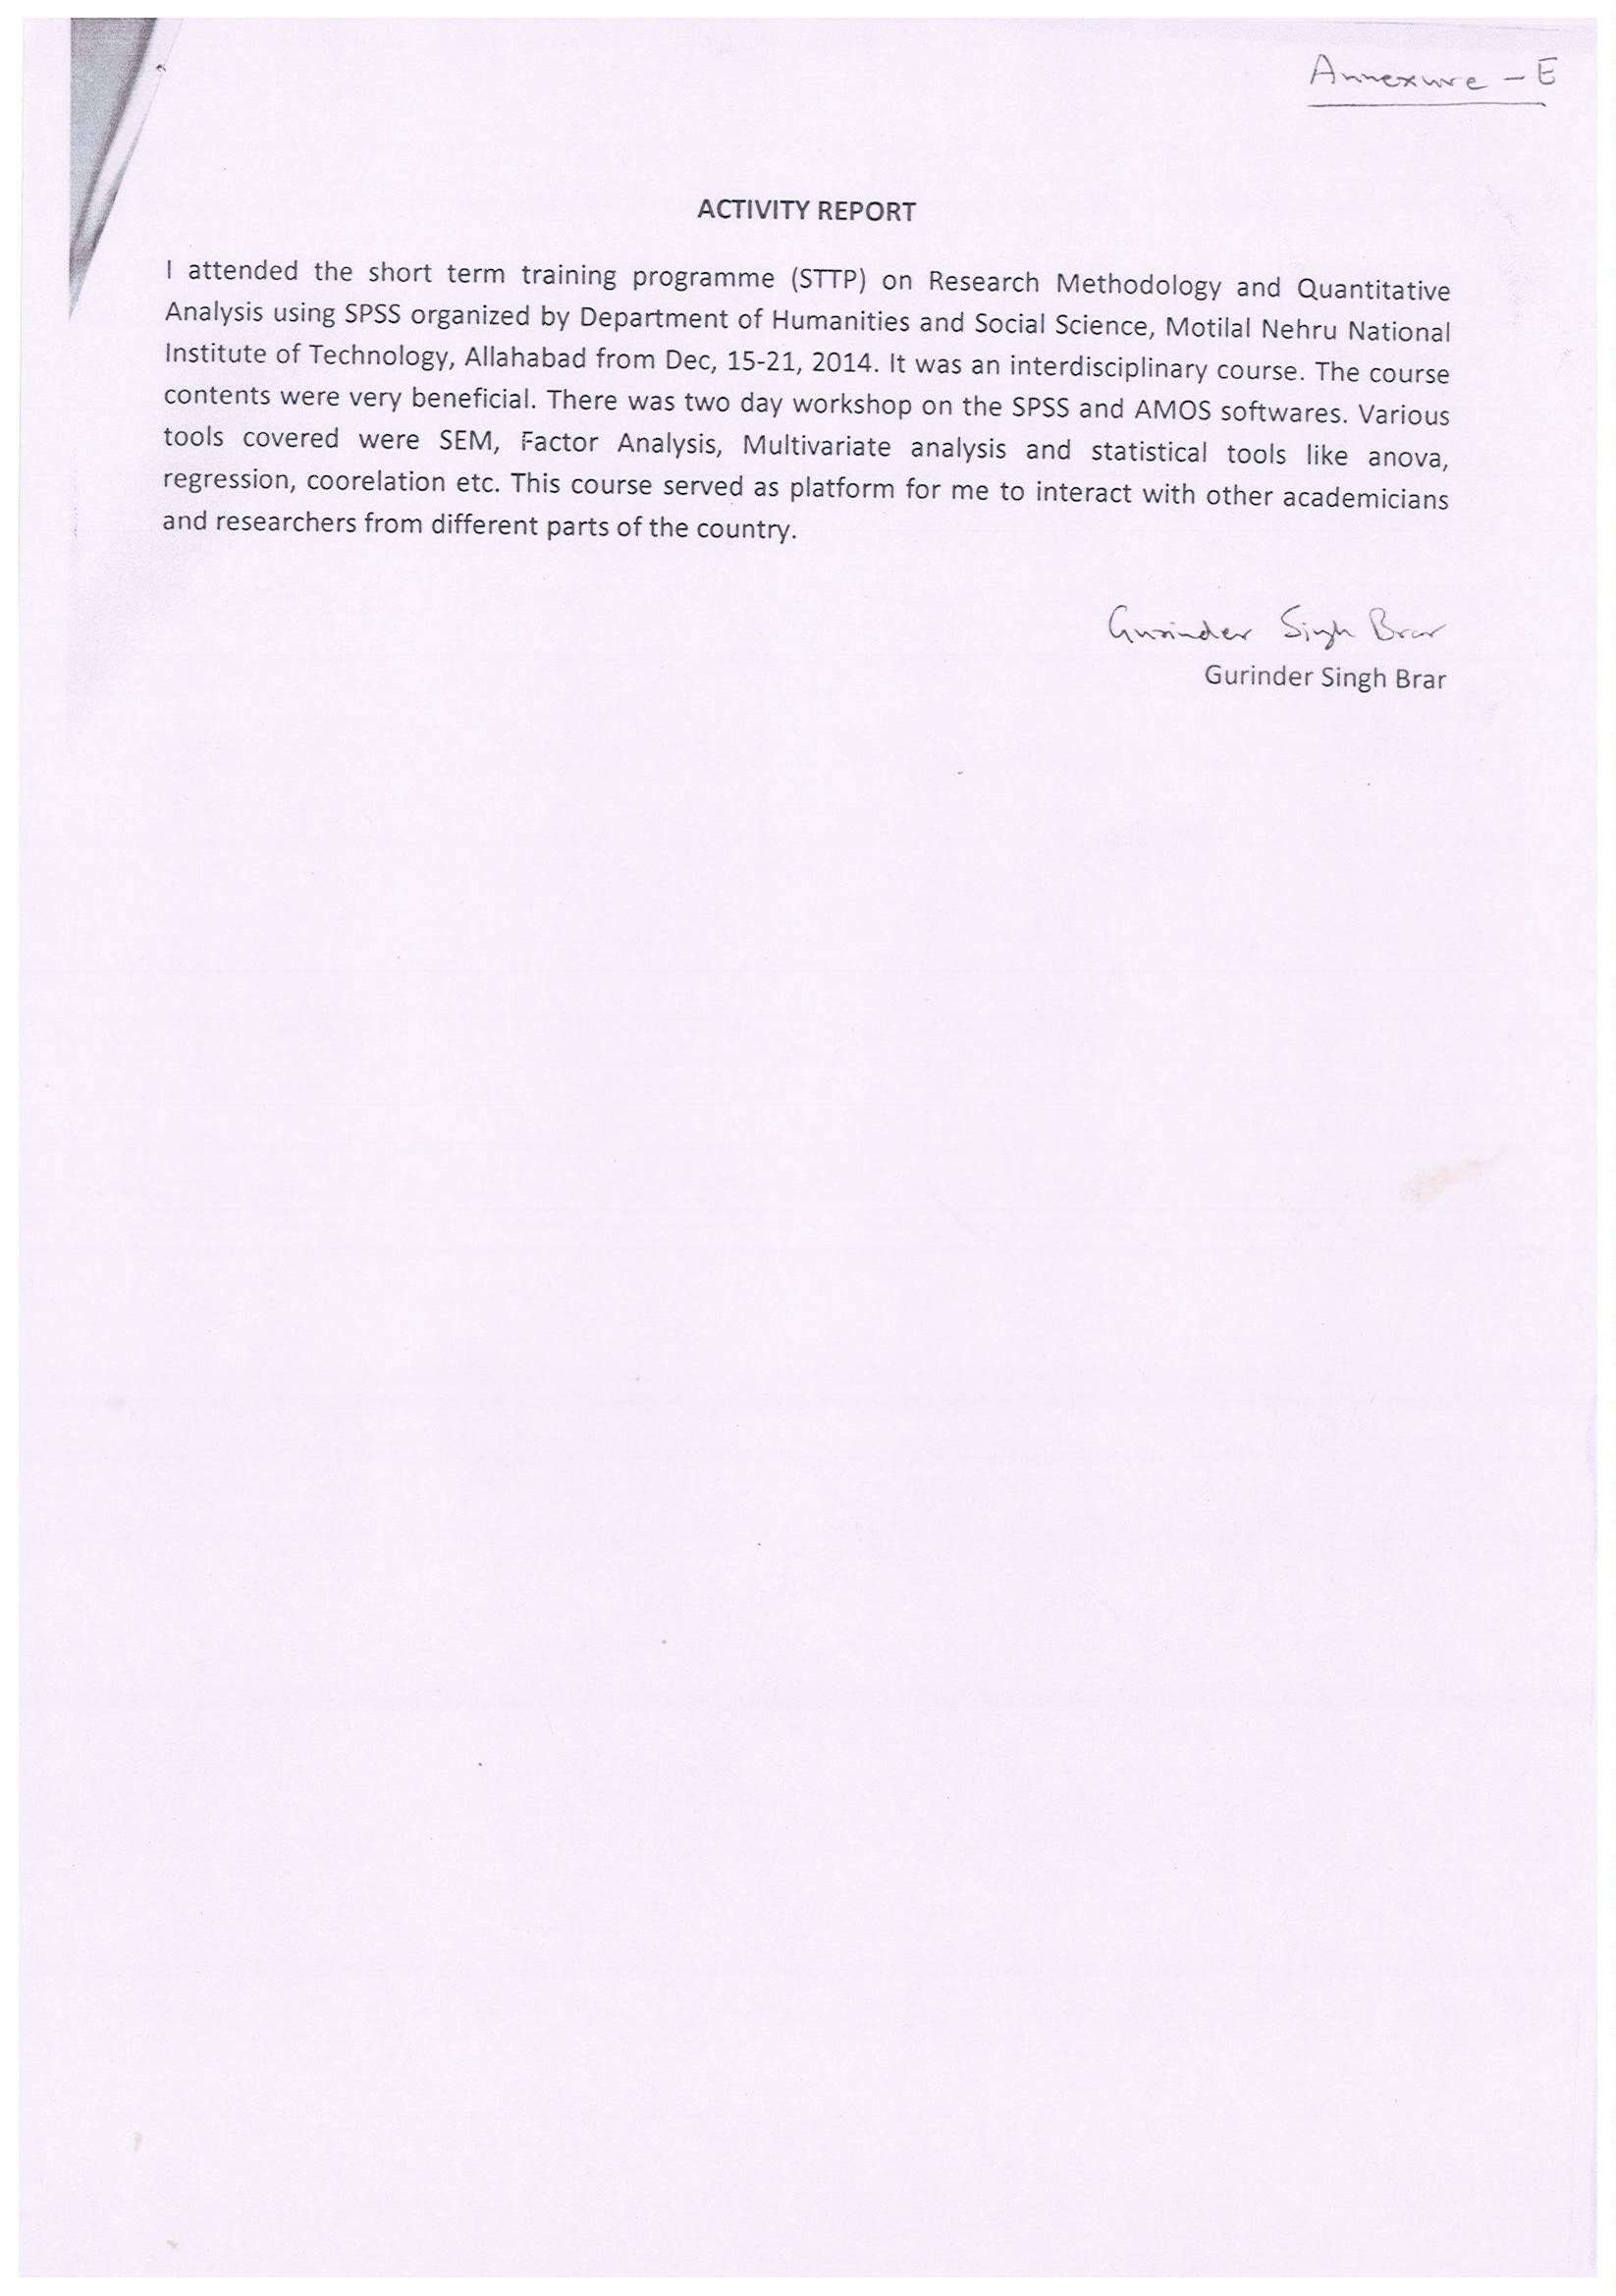 Annexure - E
ACTIVITY REPORT
I attended the short term training programme (STTP) on Research Methodology and Quantitative
Analysis using SPSS organized by Department of Humanities and Social Science, Motilal Nehru National
Institute of Technology, Allahabad from Dec, 15-21, 2014. It was an interdisciplinary course. The course
contents were very beneficial. There was two day workshop on the SPSS and AMOS softwares. Various
tools covered were SEM, Factor Analysis, Multivariate analysis and statistical tools like anova,
regression, coorelation etc. This course served as platform for me to interact with other academicians
and researchers from different parts of the country.
Gurinder Singh Brar
Gurinder Singh Brar